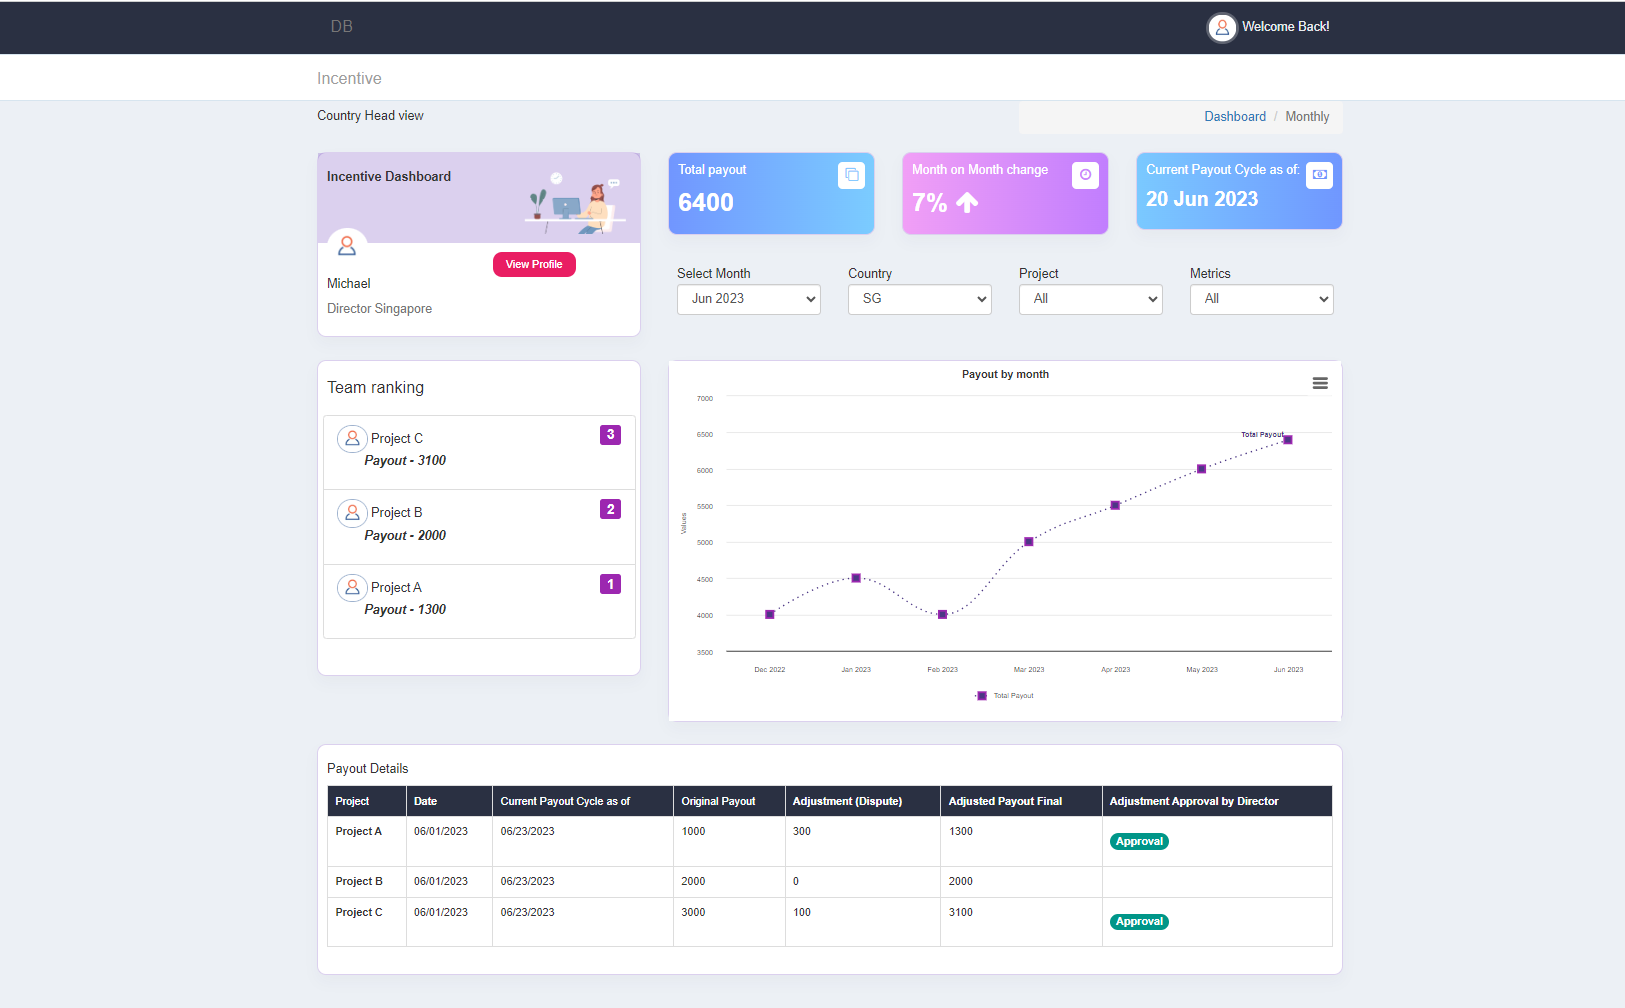 DB
Welcome Back!
Incentive
Country Head view
Dashboard / Monthly
Incentive Dashboard
View Profile
Michael
Director Singapore
Total payout
6400
Month on Month change
7%
Current Payout Cycle as of:
20 Jun 2023
Select Month
Jun 2023
Country
SG
Project
All
Metrics
All
Team ranking
Project C
3
Payout - 3100
Project B
2
Payout - 2000
Project A
1
Payout - 1300
Payout by month
7000
6500
6000
5500
5000
4500
4000
3500
Values
Total Payout
Dec 2022 Jan 2023 Feb 2023 Mar 2023 Apr 2023 May 2023 Jun 2023
Total Payout
Payout Details
Project Date Current Payout Cycle as of Original Payout Adjustment (Dispute) Adjusted Payout Final Adjustment Approval by Director
Project A 06/01/2023 06/23/2023 1000 300 1300 Approval
Project B 06/01/2023 06/23/2023 2000 0 2000
Project C 06/01/2023 06/23/2023 3000 100 3100 Approval